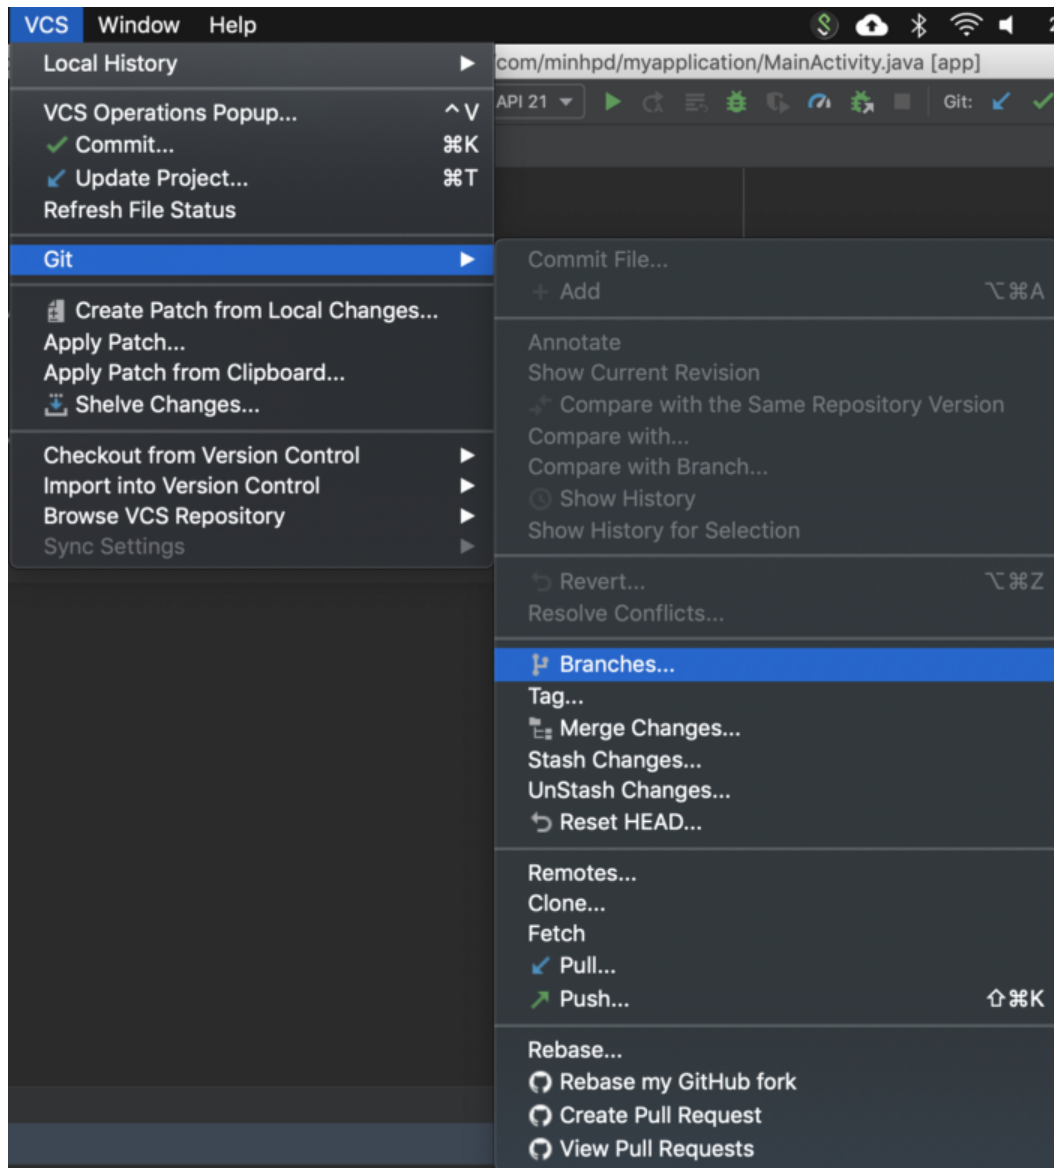 VCS Window Help
com/minhpd/myapplication/MainActivity.java [app]
API 21 Git:
Local History
VCS Operations Popup... ^V
Commit... ⌘K
Update Project... ⌘T
Refresh File Status
Git
Create Patch from Local Changes...
Apply Patch...
Apply Patch from Clipboard...
Shelve Changes...
Checkout from Version Control
Import into Version Control
Browse VCS Repository
Sync Settings
Commit File...
Add ⌥⌘A
Annotate
Show Current Revision
Compare with the Same Repository Version
Compare with...
Compare with Branch...
Show History
Show History for Selection
Revert... ⌥⌘Z
Resolve Conflicts...
Branches...
Tag...
Merge Changes...
Stash Changes...
UnStash Changes...
Reset HEAD...
Remotes...
Clone...
Fetch
Pull...
Push... ⇧⌘K
Rebase...
Rebase my GitHub fork
Create Pull Request
View Pull Requests